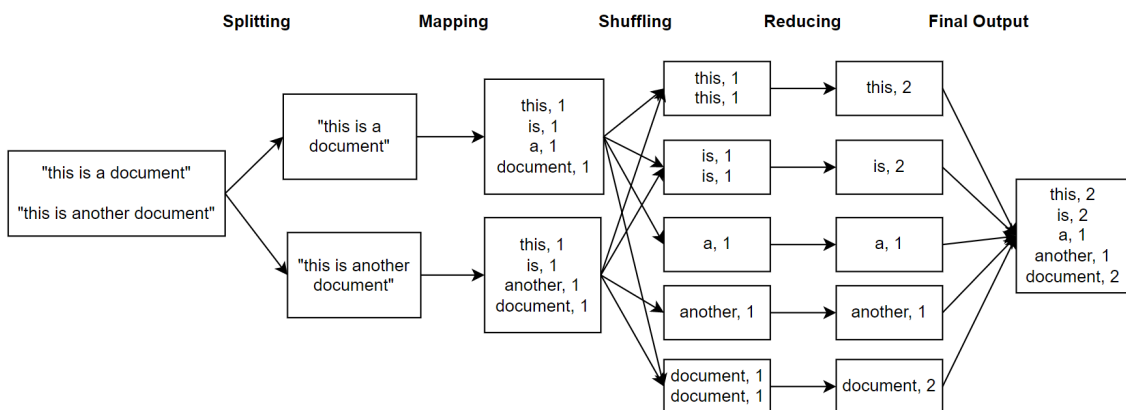 Splitting
Mapping
Shuffling
Reducing
Final Output
"this is a document"
"this is another document"
"this is a
document"
"this is another
document"
this, 1
is, 1
a, 1
document, 1
this, 1
is, 1
another, 1
document, 1
this, 1
this, 1
is, 1
is, 1
a, 1
another, 1
document, 1
document, 1
this, 2
is, 2
a, 1
another, 1
document, 2
this, 2
is, 2
a, 1
another, 1
document, 2